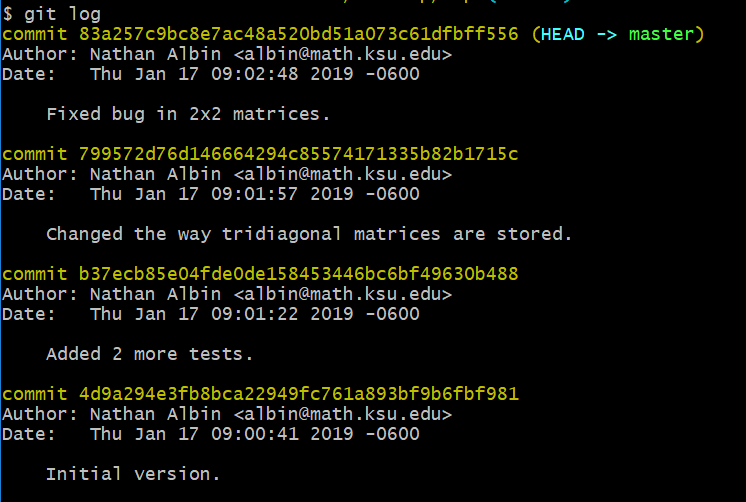 $ git log
commit 83a257c9bc8e7ac48a520bd51a073c61dfbff556 (HEAD -> master)
Author: Nathan Albin <albin@math.ksu.edu>
Date:   Thu Jan 17 09:02:48 2019 -0600

    Fixed bug in 2x2 matrices.

commit 799572d76d146664294c85574171335b82b1715c
Author: Nathan Albin <albin@math.ksu.edu>
Date:   Thu Jan 17 09:01:57 2019 -0600

    Changed the way tridiagonal matrices are stored.

commit b37ecb85e04fde0de158453446bc6bf49630b488
Author: Nathan Albin <albin@math.ksu.edu>
Date:   Thu Jan 17 09:01:22 2019 -0600

    Added 2 more tests.

commit 4d9a294e3fb8bca22949fc761a893bf9b6fbf981
Author: Nathan Albin <albin@math.ksu.edu>
Date:   Thu Jan 17 09:00:41 2019 -0600

    Initial version.